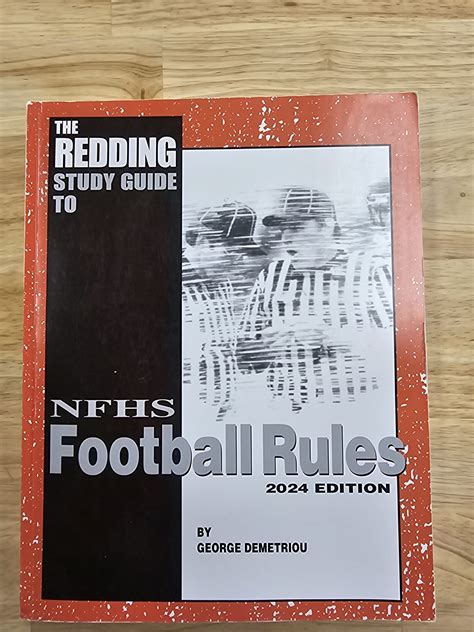 THE
REDDING
STUDY GUIDE
TO
NFHS
Football Rules
2024 EDITION
BY
GEORGE DEMETRIOU